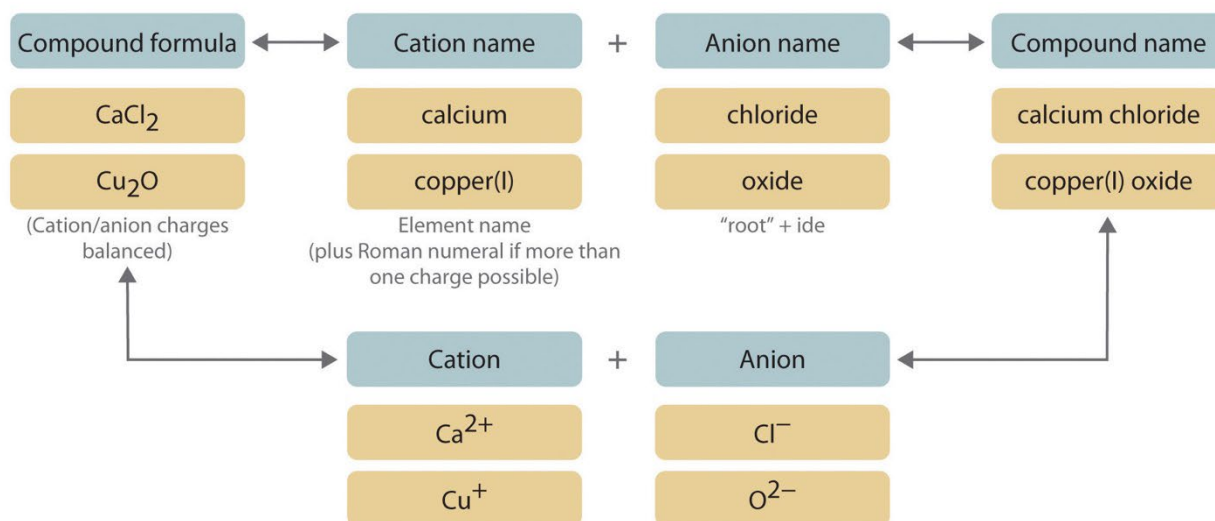 Compound formula
Cation name
+
Anion name
Compound name
CaCl₂
calcium
chloride
calcium chloride
Cu₂O
copper(I)
oxide
copper(I) oxide
(Cation/anion charges
balanced)
Element name
(plus Roman numeral if more than
one charge possible)
“root” + ide
Cation
+
Anion
Ca²⁺
Cl⁻
Cu⁺
O²⁻